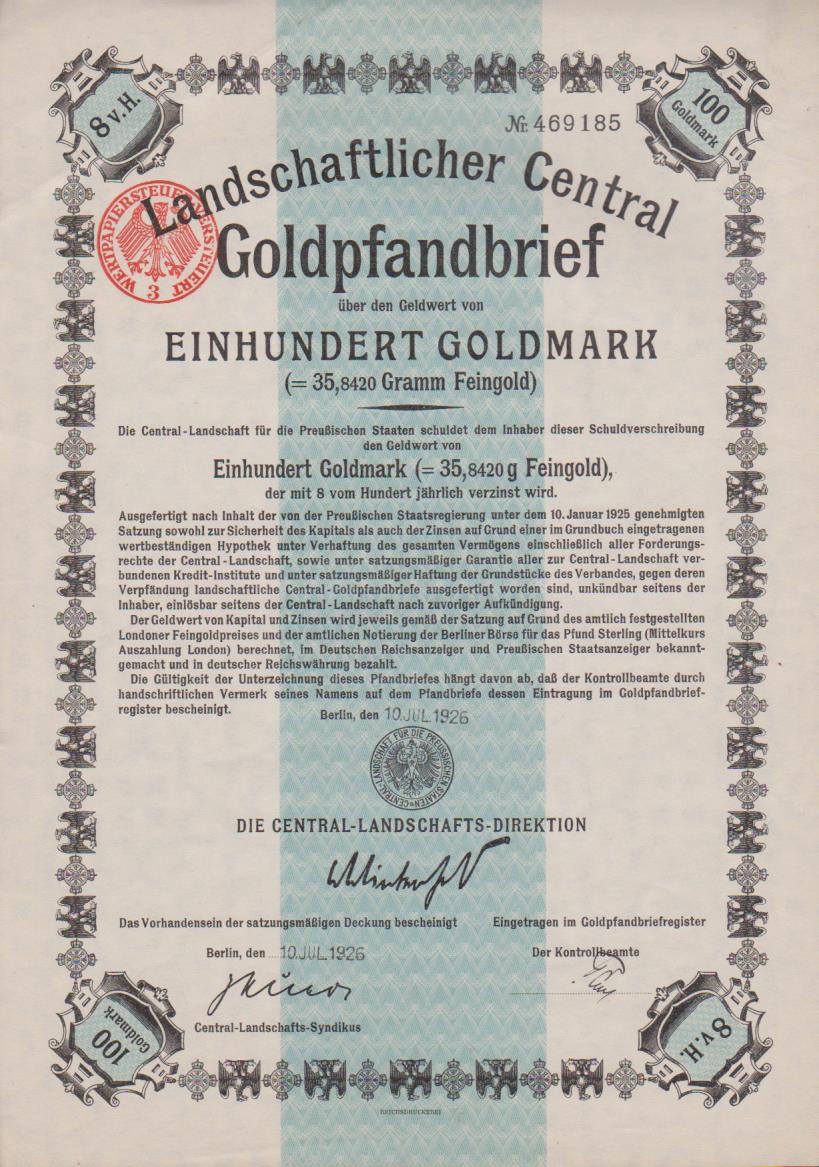 8 v. H.
100
Goldmark
№ 469185
Landschaftlicher Central
Goldpfandbrief
WERTPAPIERSTEUER VERSTEUERT
3
über den Geldwert von
EINHUNDERT GOLDMARK
(= 35,8420 Gramm Feingold)
Die Central-Landschaft für die Preußischen Staaten schuldet dem Inhaber dieser Schuldverschreibung
den Geldwert von
Einhundert Goldmark (= 35,8420 g Feingold),
der mit 8 vom Hundert jährlich verzinst wird.
Ausgefertigt nach Inhalt der von der Preußischen Staatsregierung unter dem 10. Januar 1925 genehmigten
Satzung sowohl zur Sicherheit des Kapitals als auch der Zinsen auf Grund einer im Grundbuch eingetragenen
wertbeständigen Hypothek unter Verhaftung des gesamten Vermögens einschließlich aller Forderungs-
rechte der Central-Landschaft, sowie unter satzungsmäßiger Garantie aller zur Central-Landschaft ver-
bundenen Kredit-Institute und unter satzungsmäßiger Haftung der Grundstücke des Verbandes, gegen deren
Verpfändung landschaftliche Central-Goldpfandbriefe ausgefertigt worden sind, unkündbar seitens der
Inhaber, einlösbar seitens der Central-Landschaft nach zuvoriger Aufkündigung.
Der Geldwert von Kapital und Zinsen wird jeweils gemäß der Satzung auf Grund des amtlich festgestellten
Londoner Feingoldpreises und der amtlichen Notierung der Berliner Börse für das Pfund Sterling (Mittelkurs
Auszahlung London) berechnet, im Deutschen Reichsanzeiger und Preußischen Staatsanzeiger bekannt-
gemacht und in deutscher Reichswährung bezahlt.
Die Gültigkeit der Unterzeichnung dieses Pfandbriefes hängt davon ab, daß der Kontrollbeamte durch
handschriftlichen Vermerk seines Namens auf dem Pfandbriefe dessen Eintragung im Goldpfandbrief-
register bescheinigt.
Berlin, den 10. JUL. 1926
CENTRAL-LANDSCHAFT FÜR DIE PREUSSISCHEN STAATEN
DIE CENTRAL-LANDSCHAFTS-DIREKTION
Das Vorhandensein der satzungsmäßigen Deckung bescheinigt
Eingetragen im Goldpfandbriefregister
Berlin, den 10. JUL. 1926
Der Kontrollbeamte
Central-Landschafts-Syndikus
100
Goldmark
8 v. H.
REICHSDRUCKEREI